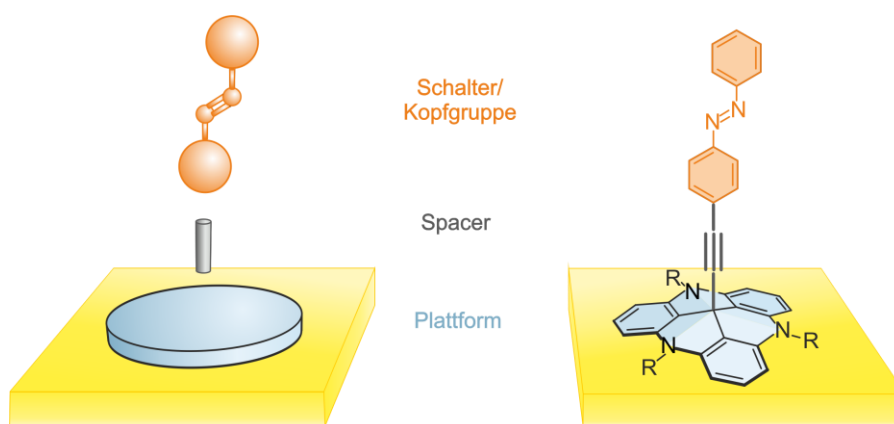 Schalter/
Kopfgruppe
Spacer
Plattform
N
N
R
N
N
R
N
R